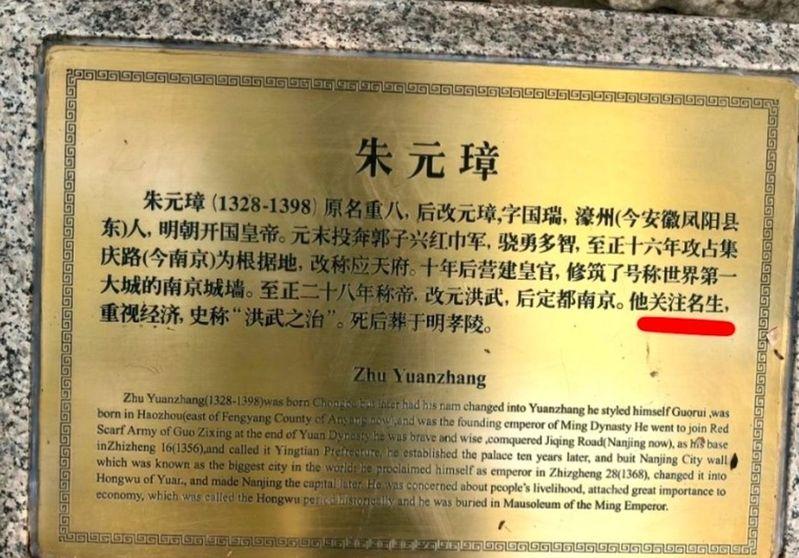 朱元璋
朱元璋(1328-1398)原名重八，后改元璋,字国瑞，濠州(今安徽凤阳县
东)人，明朝开国皇帝。元末投奔郭子兴红巾军，骁勇多智，至正十六年攻占集
庆路(今南京)为根据地，改称应天府。十年后营建皇官，修筑了号称世界第一
大城的南京城墙。至正二十八年称帝，改元洪武，后定都南京。他关注名生，
重视经济，史称“洪武之治”。死后葬于明孝陵。
Zhu Yuanzhang
Zhu Yuanzhang(1328-1398)was born Chongba but later had his nam changed into Yuanzhang he styled himself Guorui ,was
born in Haozhou(east of Fengyang County of Anyang now),and was the founding emperor of Ming Dynasty He went to join Red
Scarf Army of Guo Zixing at the end of Yuan Dynasty.he was brave and wise ,comquered Jiqing Road(Nanjing now), as his base
inZhizheng 16(1356),and called it Yingtian Prefrecture, he established the palace ten years later, and buit Nanjing City wall
which was known as the biggest city in the world: he proclaimed himself as emperor in Zhizgheng 28(1368), changed it into
Hongwu of Yuar., and made Nanjing the capital later. He was concerned about people's livelihood, attached great importance to
economy, which was called the Hongwu period historically and he was buried in Mausoleum of the Ming Emperor.